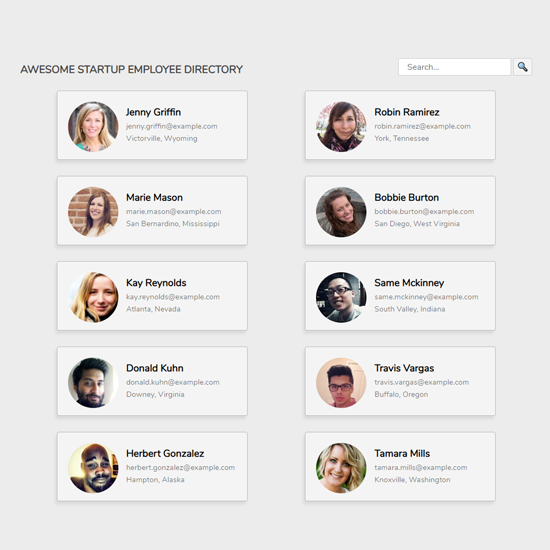 AWESOME STARTUP EMPLOYEE DIRECTORY
Search...
Jenny Griffin
jenny.griffin@example.com
Victorville, Wyoming
Robin Ramirez
robin.ramirez@example.com
York, Tennessee
Marie Mason
marie.mason@example.com
San Bernardino, Mississippi
Bobbie Burton
bobbie.burton@example.com
San Diego, West Virginia
Kay Reynolds
kay.reynolds@example.com
Atlanta, Nevada
Same Mckinney
same.mckinney@example.com
South Valley, Indiana
Donald Kuhn
donald.kuhn@example.com
Downey, Virginia
Travis Vargas
travis.vargas@example.com
Buffalo, Oregon
Herbert Gonzalez
herbert.gonzalez@example.com
Hampton, Alaska
Tamara Mills
tamara.mills@example.com
Knoxville, Washington